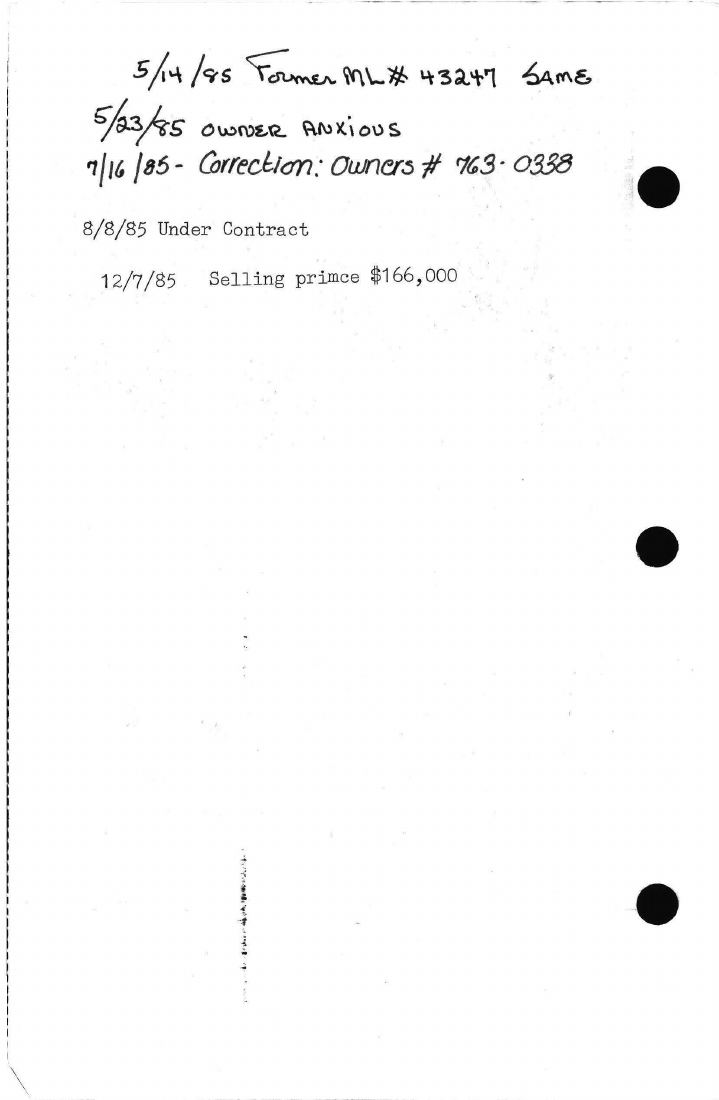 5/14/85 Former ML# 43247 SAME
5/23/85 OWNER ANXIOUS
7/16/85 - Correction: Owners # 763·0338
8/8/85 Under Contract
12/7/85 Selling primce $166,000